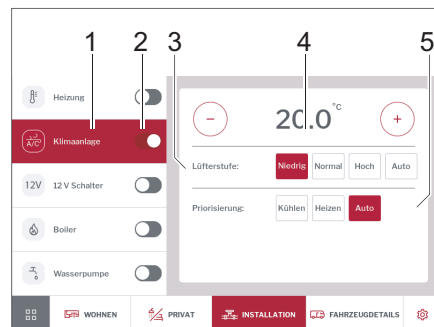 1 2 3 4 5
Heizung
20.0 °C
A/C
Klimaanlage
Lüfterstufe: Niedrig Normal Hoch Auto
12V 12 V Schalter
Priorisierung: Kühlen Heizen Auto
Boiler
Wasserpumpe
WOHNEN PRIVAT INSTALLATION FAHRZEUGDETAILS